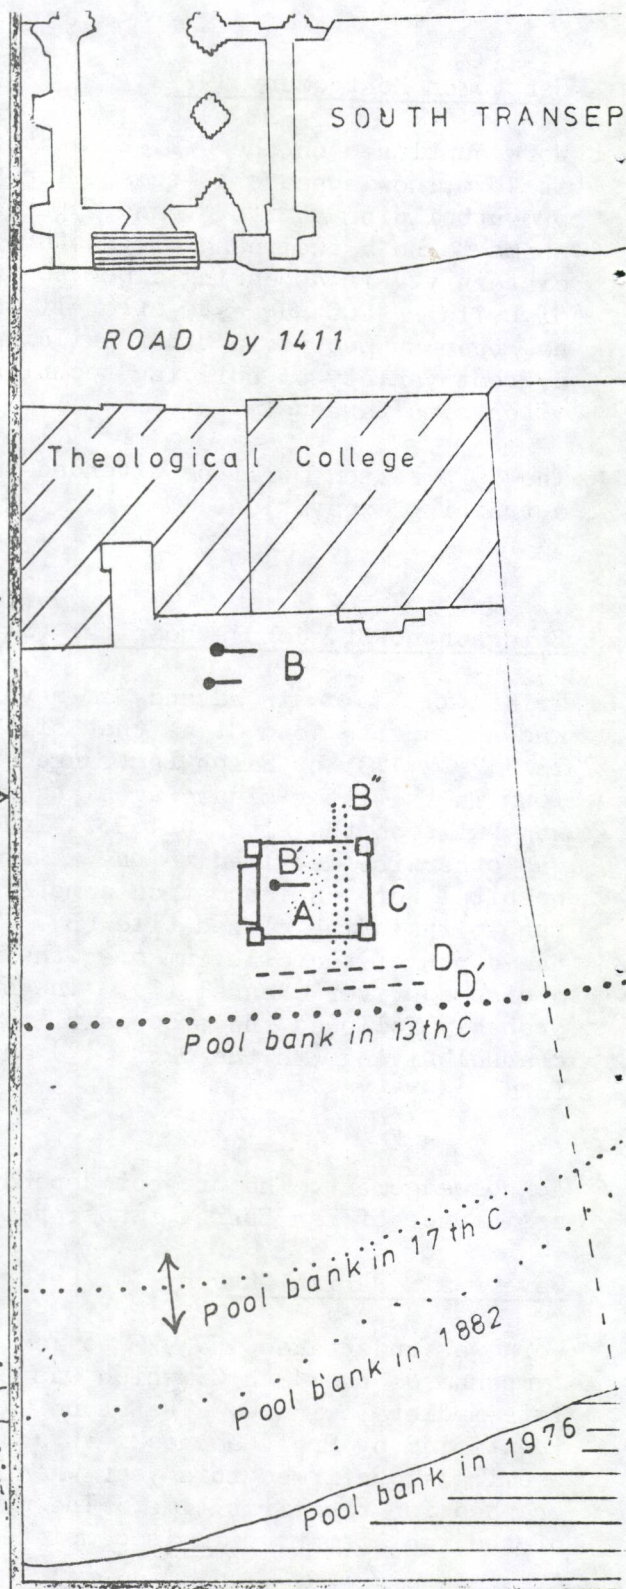 SOUTH TRANSEP
ROAD by 1411
Theological College
B
B"
B'
A
C
D
D'
Pool bank in 13th C
Pool bank in 17th C
Pool bank in 1882
Pool bank in 1976